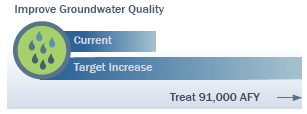 Improve Groundwater Quality
Current
Target Increase
Treat 91,000 AFY